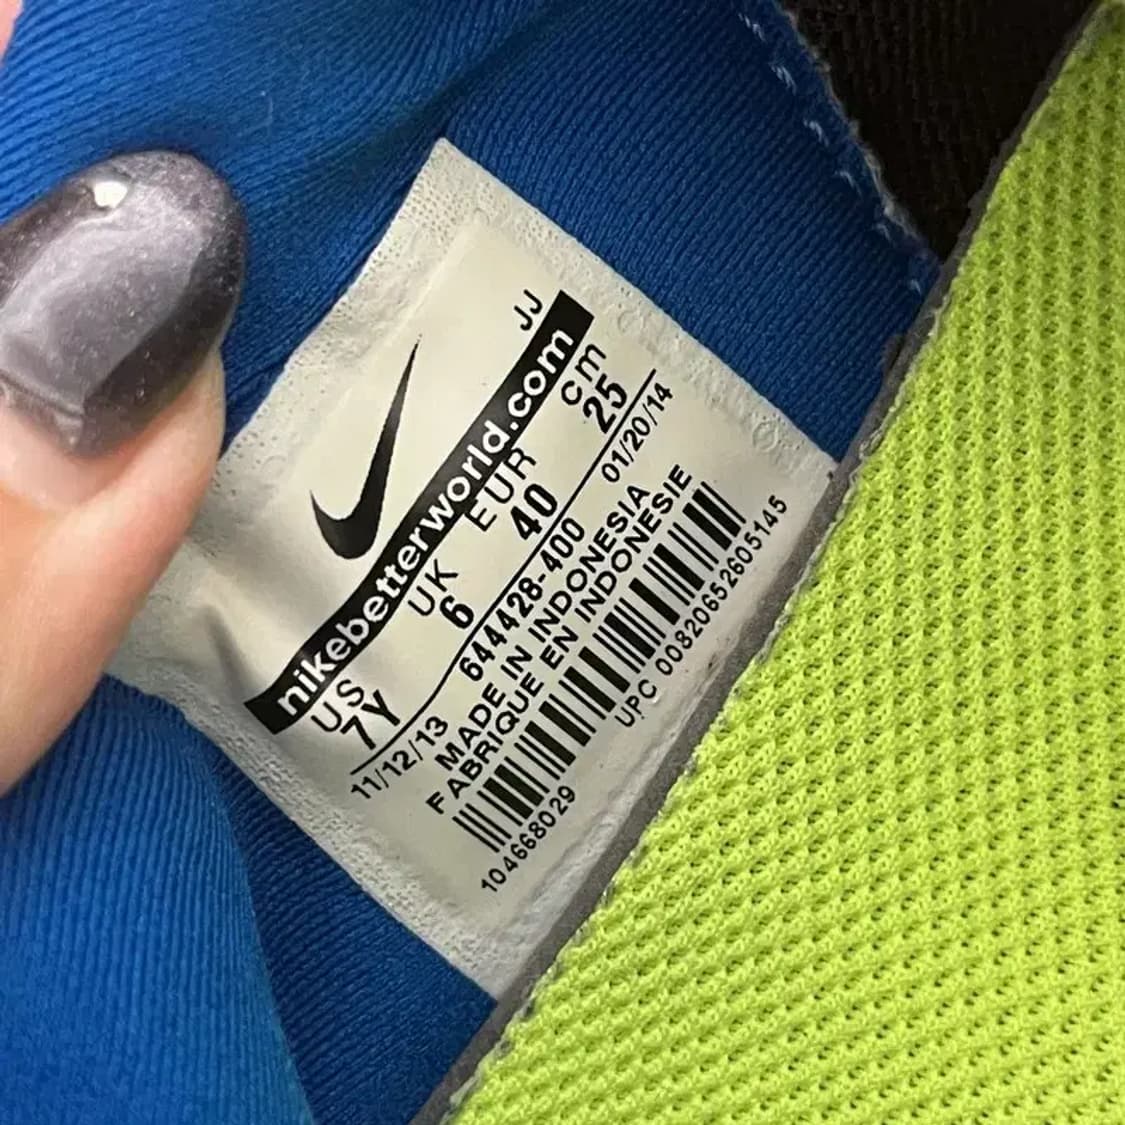 JJ
nikebetterworld.com
US UK EUR cm
7Y 6 40 25
11/12/13 644428-400 01/20/14
MADE IN INDONESIA
FABRIQUE EN INDONÉSIE
104668029 UPC 00820652605145